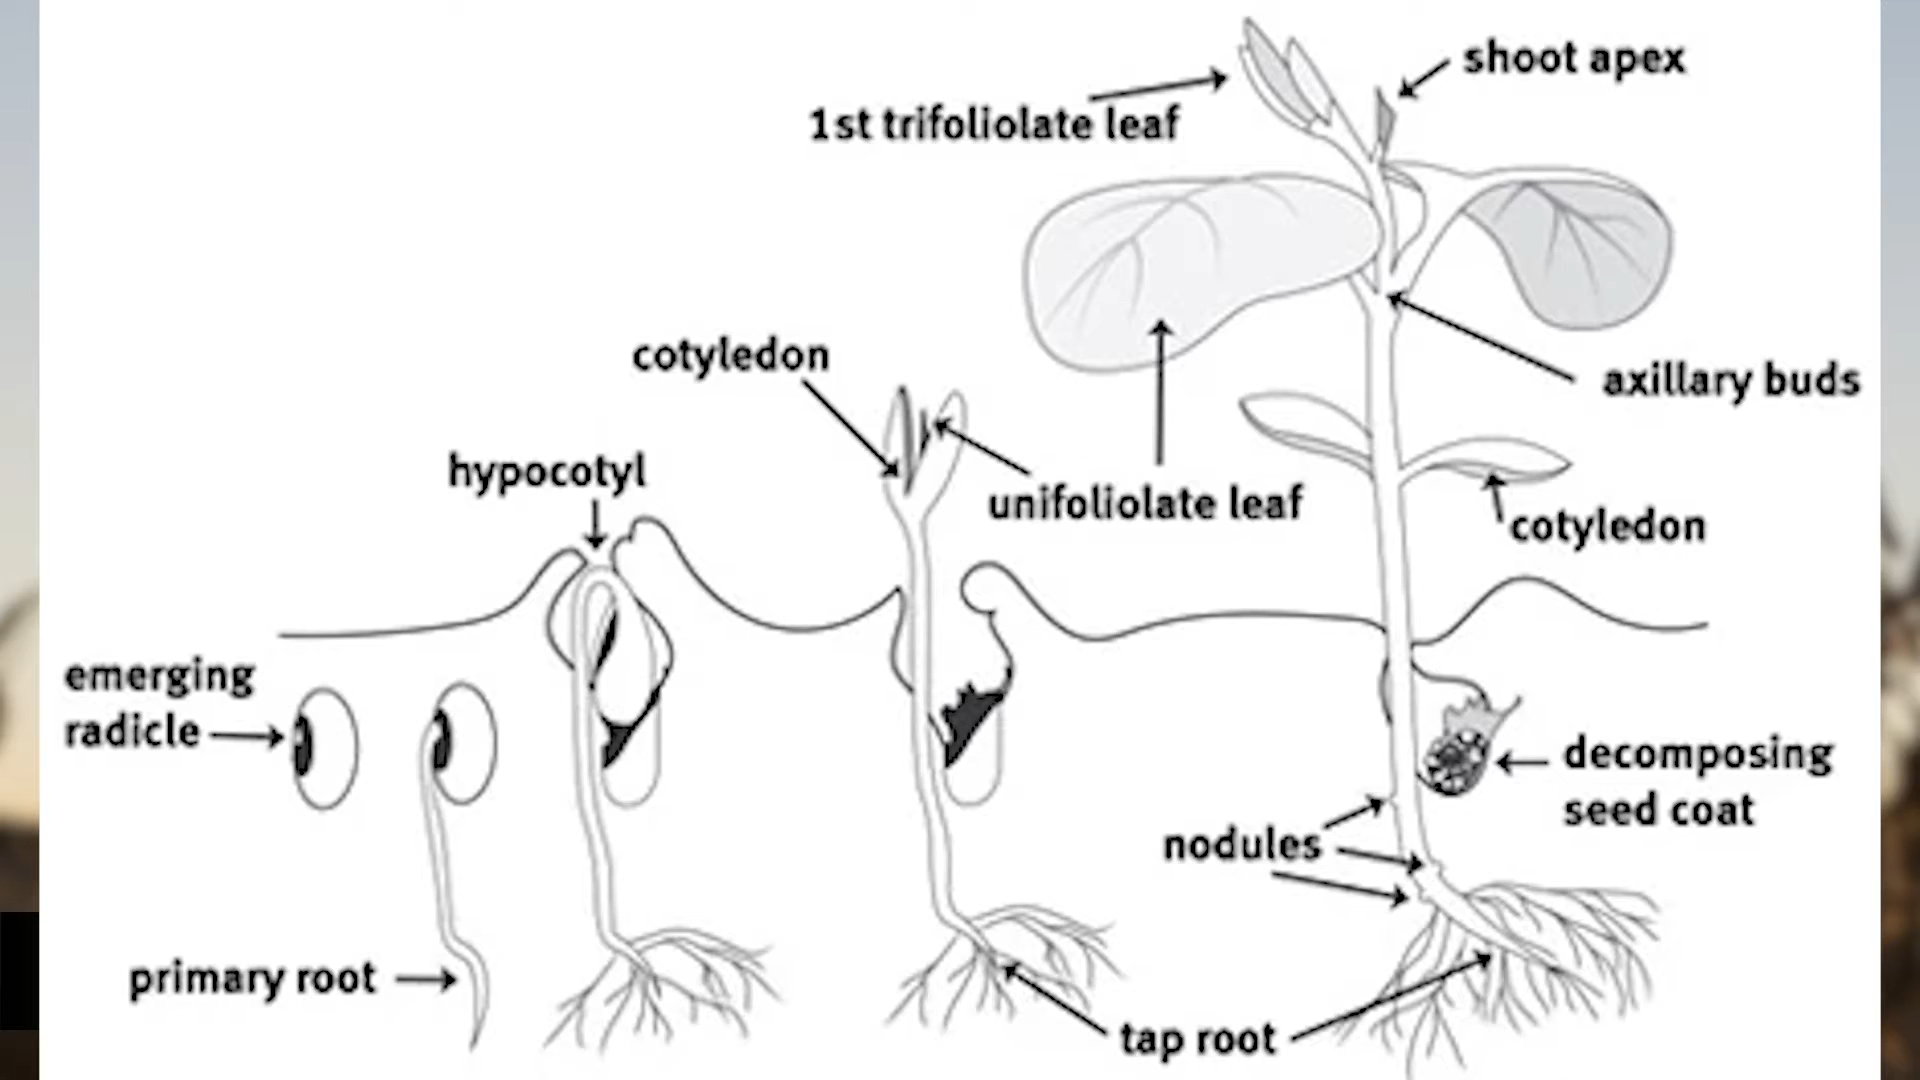 shoot apex
1st trifoliolate leaf
cotyledon
axillary buds
hypocotyl
unifoliolate leaf
cotyledon
emerging
radicle
decomposing
seed coat
nodules
primary root
tap root